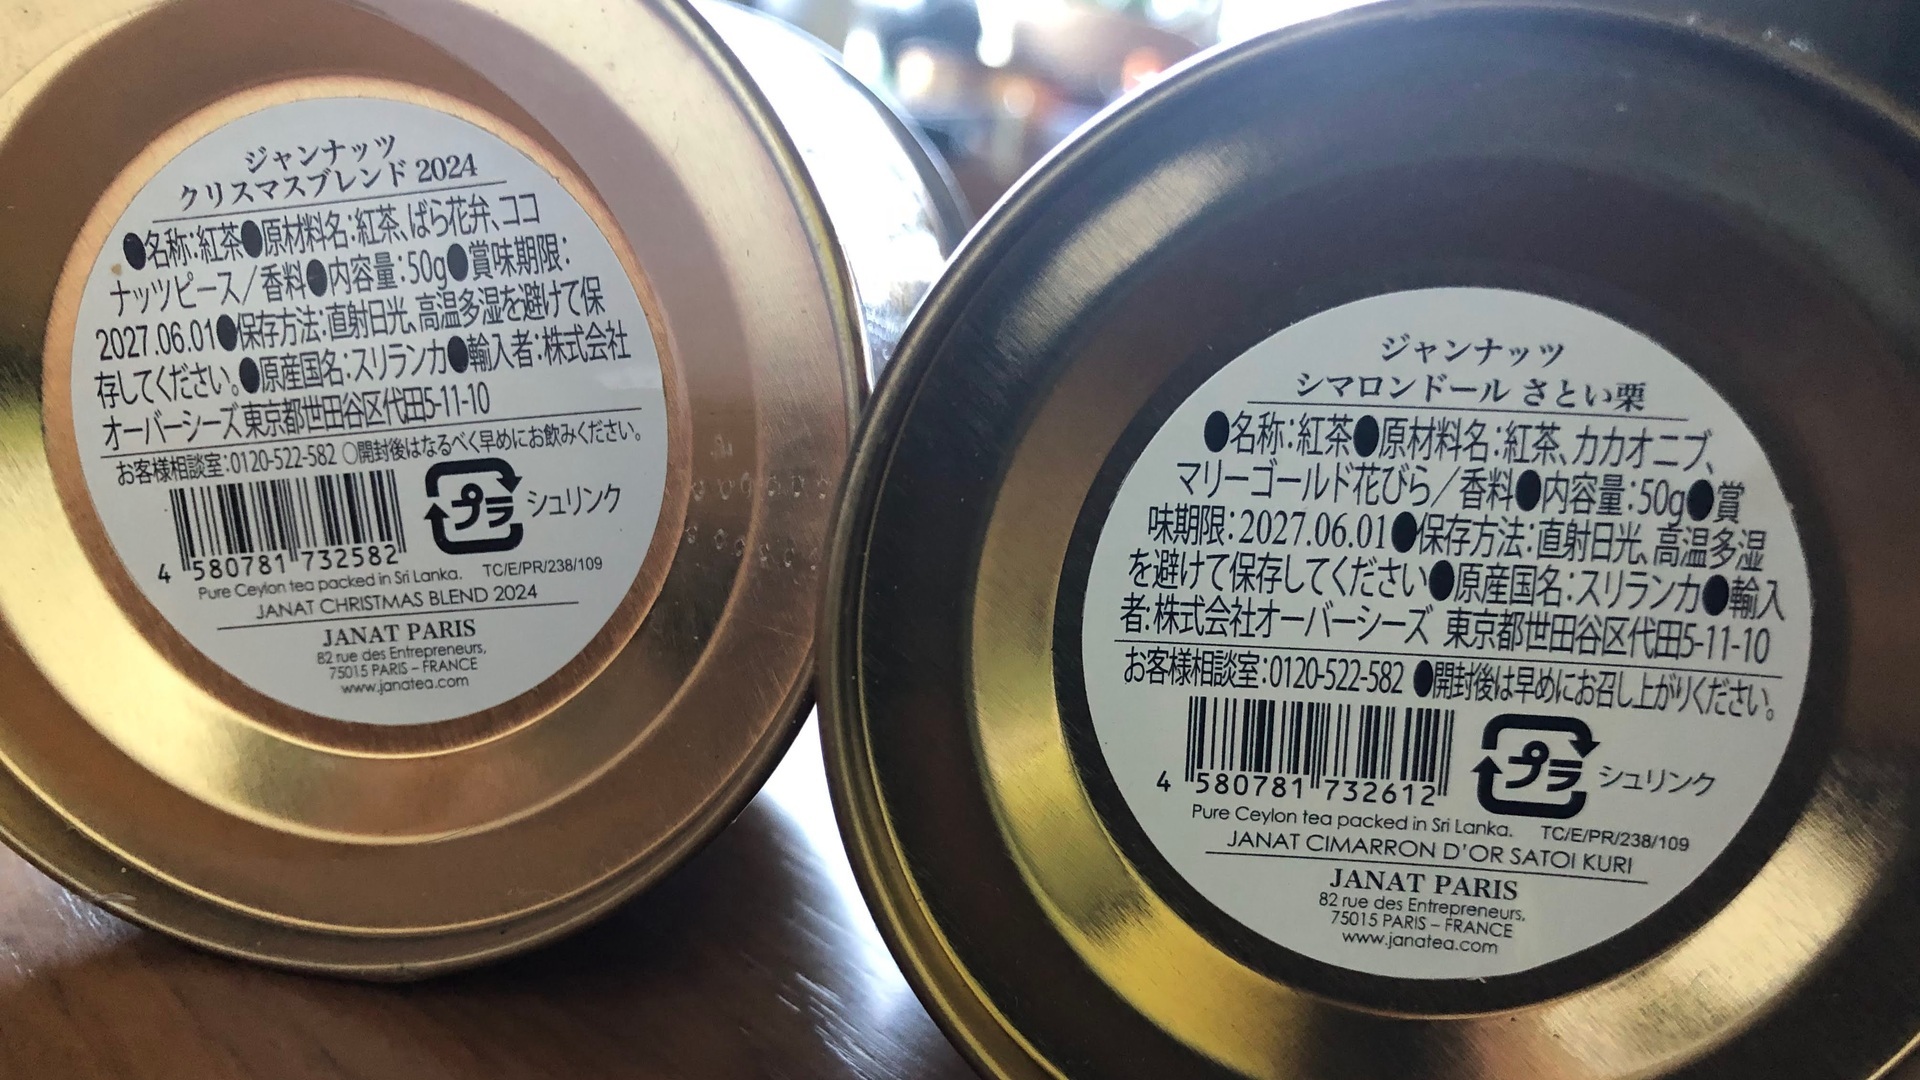 ジャンナッツ
クリスマスブレンド 2024
●名称:紅茶●原材料名:紅茶、ばら花弁、ココ
ナッツピース/香料●内容量:50g●賞味期限:
2027.06.01●保存方法:直射日光、高温多湿を避けて保
存してください。●原産国名:スリランカ●輸入者:株式会社
オーバーシーズ東京都世田谷区代田5-11-10
お客様相談室:0120-522-582 ○開封後はなるべく早めにお飲みください。
プラ シュリンク
4 580781 732582
Pure Ceylon tea packed in Sri Lanka. TC/E/PR/238/109
JANAT CHRISTMAS BLEND 2024
JANAT PARIS
82 rue des Entrepreneurs,
75015 PARIS – FRANCE
www.janatea.com
ジャンナッツ
シマロンドール さとい栗
●名称:紅茶●原材料名:紅茶、カカオニブ、
マリーゴールド花びら/香料●内容量:50g●賞
味期限:2027.06.01●保存方法:直射日光、高温多湿
を避けて保存してください●原産国名:スリランカ●輸入
者:株式会社オーバーシーズ 東京都世田谷区代田5-11-10
お客様相談室:0120-522-582 ●開封後は早めにお召し上がりください。
プラ シュリンク
4 580781 732612
Pure Ceylon tea packed in Sri Lanka. TC/E/PR/238/109
JANAT CIMARRON D'OR SATOI KURI
JANAT PARIS
82 rue des Entrepreneurs,
75015 PARIS – FRANCE
www.janatea.com